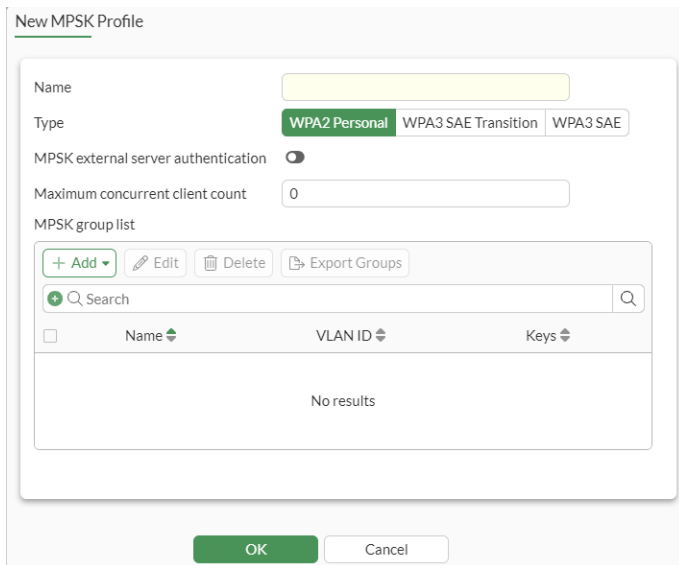 New MPSK Profile
Name
Type WPA2 Personal WPA3 SAE Transition WPA3 SAE
MPSK external server authentication
Maximum concurrent client count 0
MPSK group list
+ Add Edit Delete Export Groups
Search
Name VLAN ID Keys
No results
OK Cancel